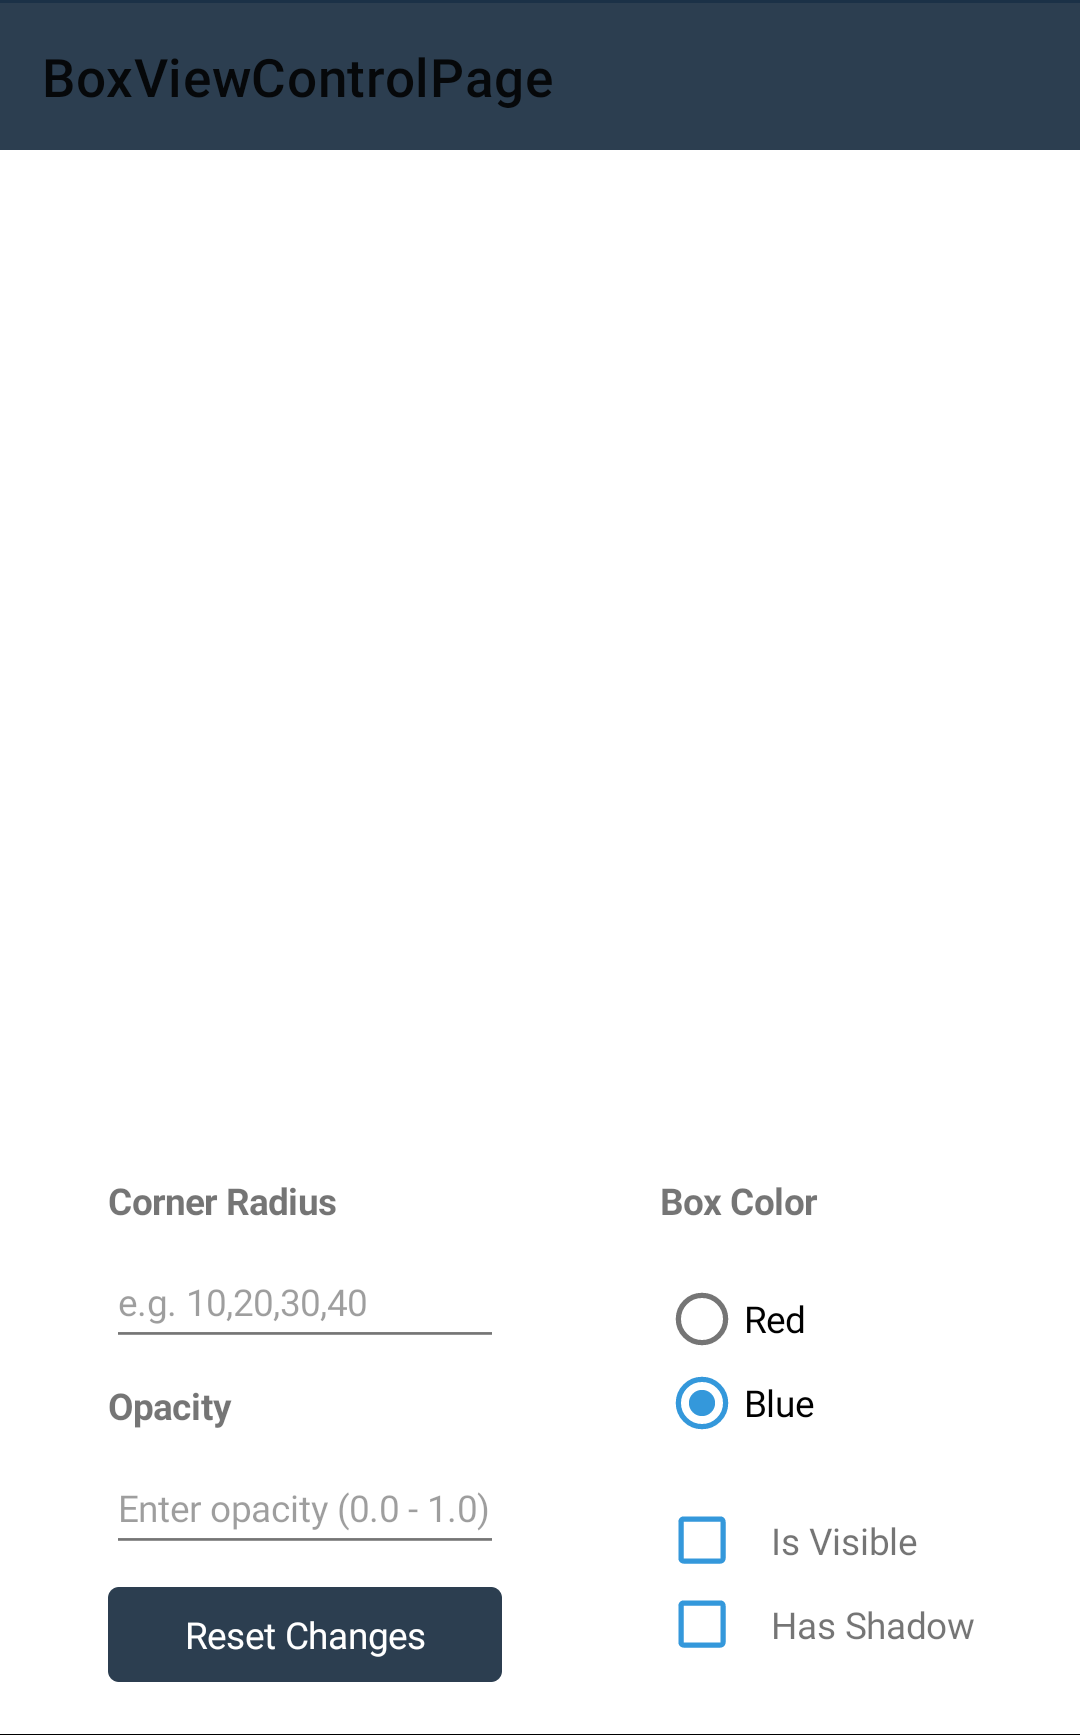 BoxViewControlPage
Corner Radius
e.g. 10,20,30,40
Opacity
Enter opacity (0.0 - 1.0)
Reset Changes
Box Color
Red
Blue
Is Visible
Has Shadow